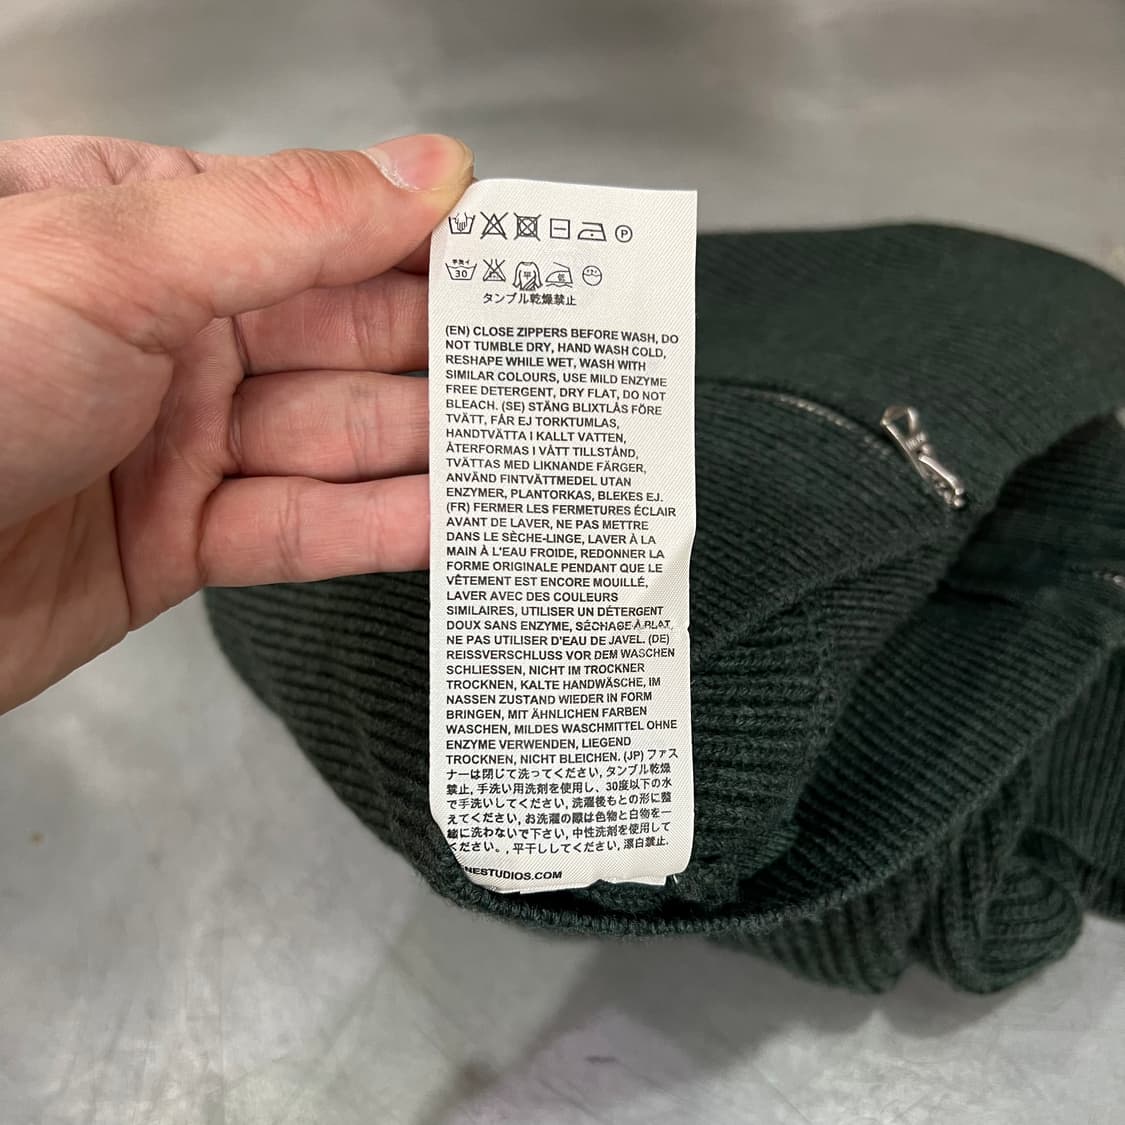 手洗イ
30
平
低
P
タンブル乾燥禁止
(EN) CLOSE ZIPPERS BEFORE WASH, DO
NOT TUMBLE DRY, HAND WASH COLD,
RESHAPE WHILE WET, WASH WITH
SIMILAR COLOURS, USE MILD ENZYME
FREE DETERGENT, DRY FLAT, DO NOT
BLEACH. (SE) STÄNG BLIXTLÅS FÖRE
TVÄTT, FÅR EJ TORKTUMLAS,
HANDTVÄTTA I KALLT VATTEN,
ÅTERFORMAS I VÅTT TILLSTÅND,
TVÄTTAS MED LIKNANDE FÄRGER,
ANVÄND FINTVÄTTMEDEL UTAN
ENZYMER, PLANTORKAS, BLEKES EJ.
(FR) FERMER LES FERMETURES ÉCLAIR
AVANT DE LAVER, NE PAS METTRE
DANS LE SÈCHE-LINGE, LAVER À LA
MAIN À L'EAU FROIDE, REDONNER LA
FORME ORIGINALE PENDANT QUE LE
VÊTEMENT EST ENCORE MOUILLÉ,
LAVER AVEC DES COULEURS
SIMILAIRES, UTILISER UN DÉTERGENT
DOUX SANS ENZYME, SÉCHAGE À PLAT,
NE PAS UTILISER D'EAU DE JAVEL. (DE)
REISSVERSCHLUSS VOR DEM WASCHEN
SCHLIESSEN, NICHT IM TROCKNER
TROCKNEN, KALTE HANDWÄSCHE, IM
NASSEN ZUSTAND WIEDER IN FORM
BRINGEN, MIT ÄHNLICHEN FARBEN
WASCHEN, MILDES WASCHMITTEL OHNE
ENZYME VERWENDEN, LIEGEND
TROCKNEN, NICHT BLEICHEN. (JP) ファス
ナーは閉じて洗ってください, タンブル乾燥
禁止, 手洗い用洗剤を使用し、30度以下の水
で手洗いしてください, 洗濯後もとの形に整
えてください, お洗濯の際は色物と白物を一
緒に洗わないで下さい, 中性洗剤を使用して
ください。, 平干ししてください, 漂白禁止.
NESTUDIOS.COM